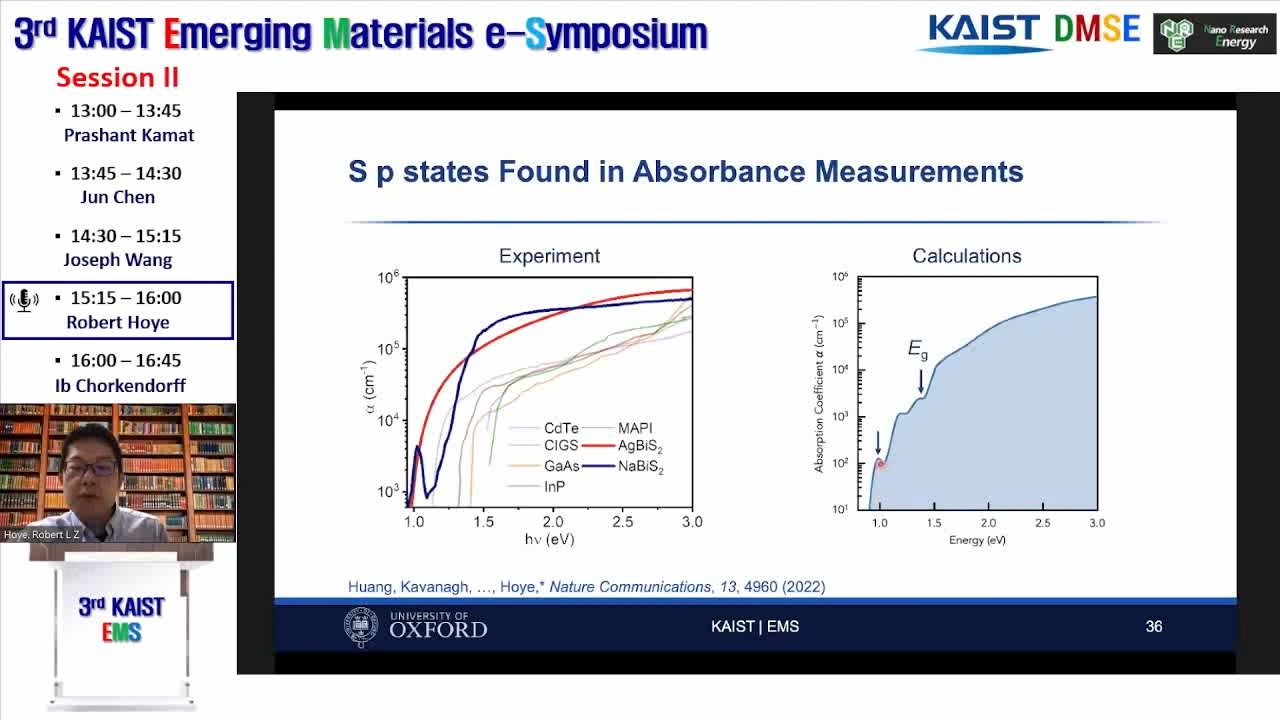 3rd KAIST Emerging Materials e-Symposium
KAIST DMSE
Nano Research
Energy
NRE
Session II
▪ 13:00 – 13:45
Prashant Kamat
▪ 13:45 – 14:30
Jun Chen
▪ 14:30 – 15:15
Joseph Wang
▪ 15:15 – 16:00
Robert Hoye
▪ 16:00 – 16:45
Ib Chorkendorff
Hoye, Robert L Z
3rd KAIST
EMS
S p states Found in Absorbance Measurements
Experiment
10⁶
10⁵
10⁴
10³
α (cm⁻¹)
CdTe
CIGS
GaAs
InP
MAPI
AgBiS₂
NaBiS₂
1.0 1.5 2.0 2.5 3.0
hν (eV)
Calculations
10⁶
10⁵
10⁴
10³
10²
10¹
Absorption Coefficient α (cm⁻¹)
Eg
1.0 1.5 2.0 2.5 3.0
Energy (eV)
Huang, Kavanagh, …, Hoye,* Nature Communications, 13, 4960 (2022)
UNIVERSITY OF
OXFORD
KAIST | EMS
36